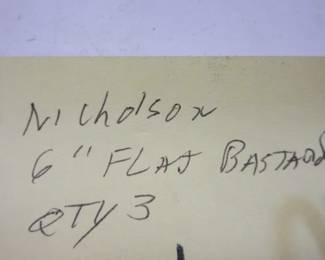 Nicholson
6" FLAT BASTARD
QTY 3